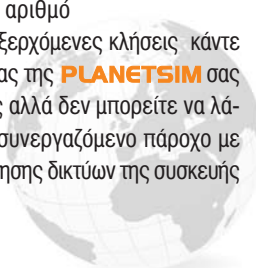 αριθμό
ξερχόμενες κλήσεις κάντε
ας της PLANETSIM σας
ς αλλά δεν μπορείτε να λά-
συνεργαζόμενο πάροχο με
ησης δικτύων της συσκευής